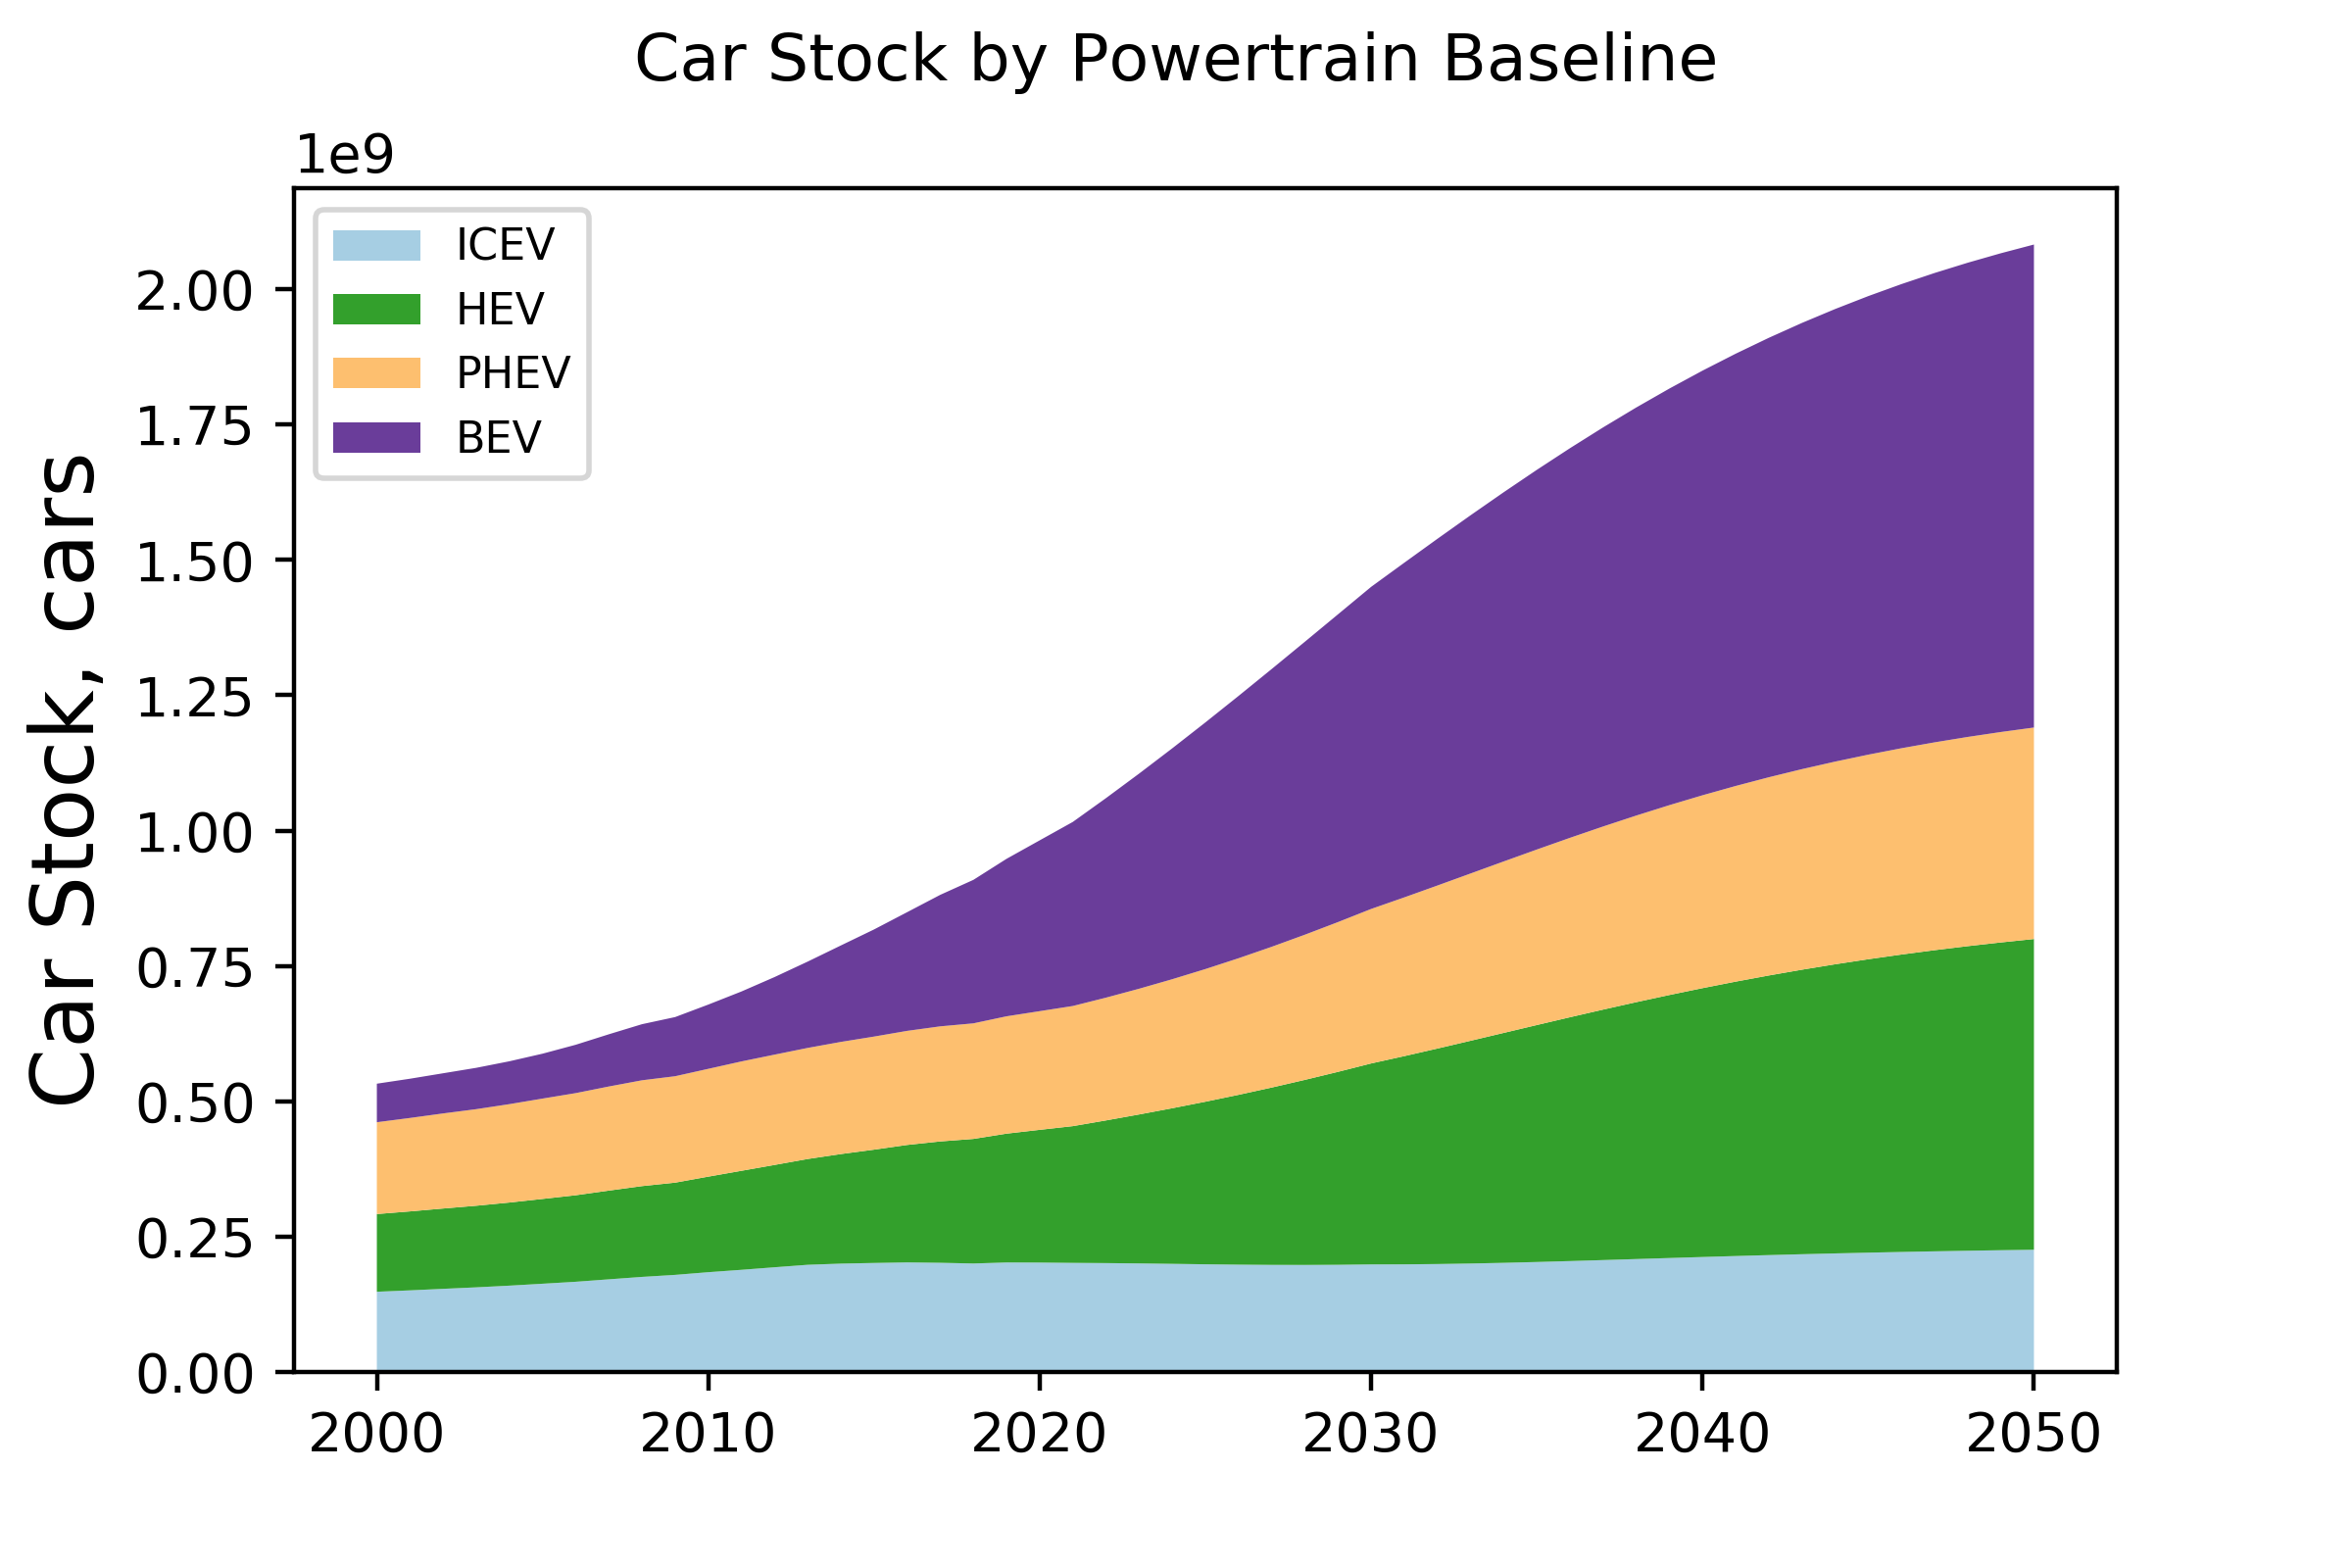 Car Stock by Powertrain Baseline
1e9
ICEV
HEV
PHEV
BEV
2.00
1.75
1.50
1.25
1.00
0.75
0.50
0.25
0.00
Car Stock, cars
2000 2010 2020 2030 2040 2050